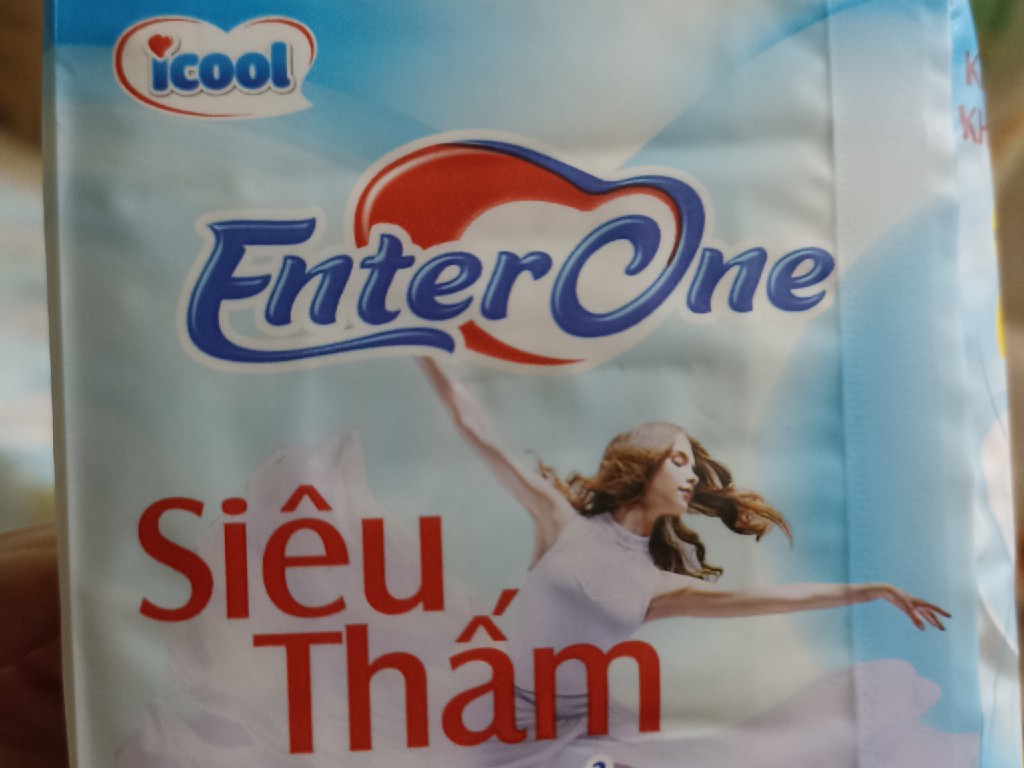 icool
EnterOne
Siêu
Thấm